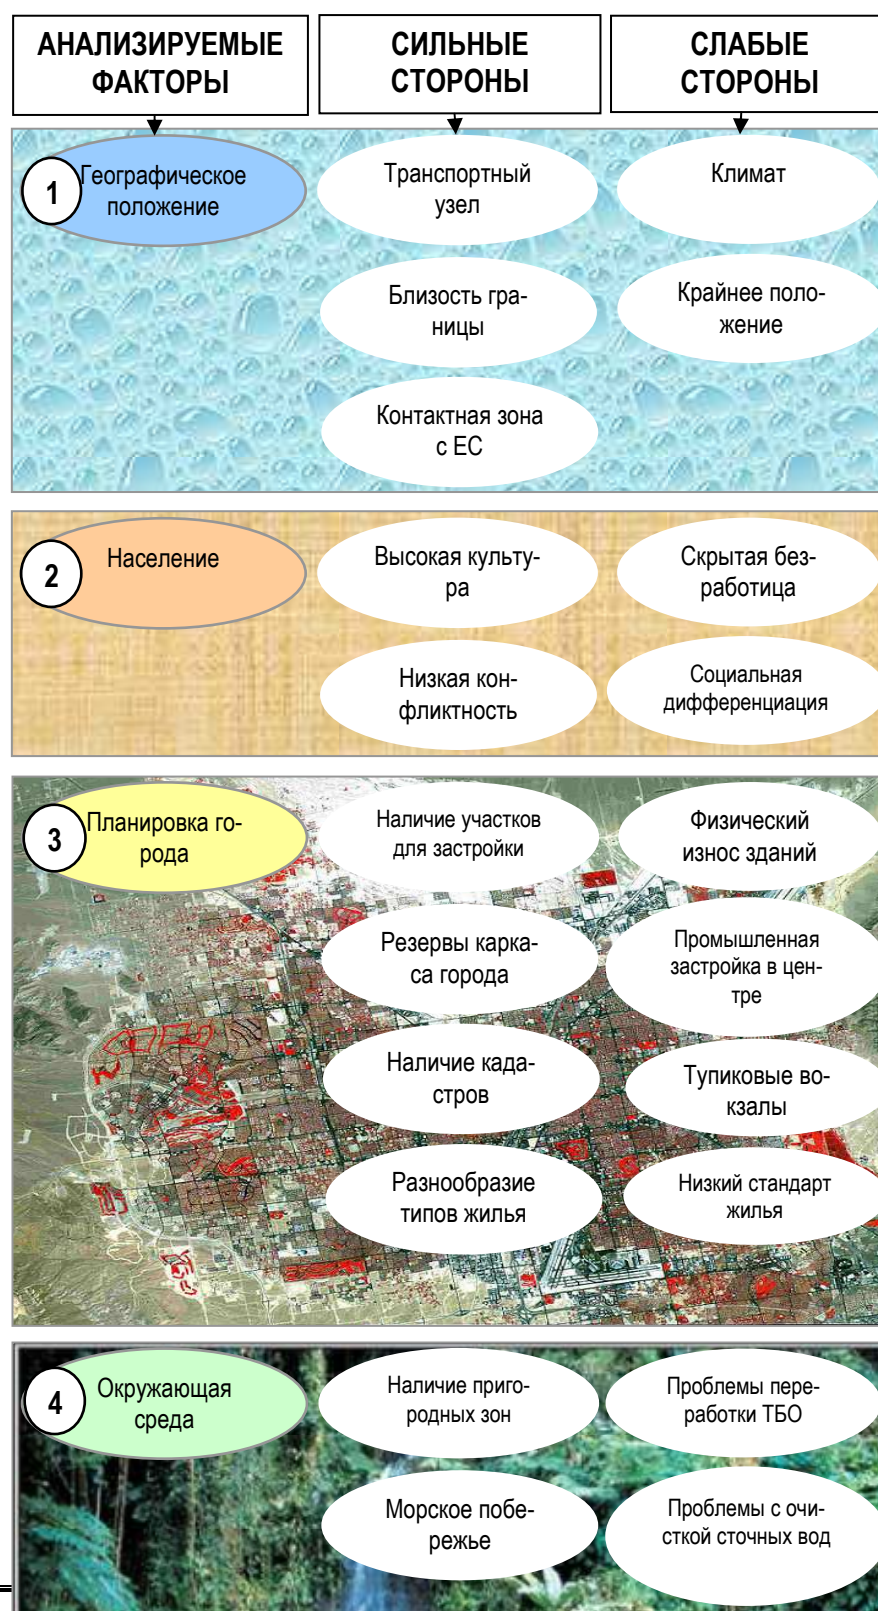 АНАЛИЗИРУЕМЫЕ
ФАКТОРЫ
СИЛЬНЫЕ
СТОРОНЫ
СЛАБЫЕ
СТОРОНЫ
1
Географическое
положение
Транспортный
узел
Климат
Близость гра-
ницы
Крайнее поло-
жение
Контактная зона
с ЕС
2
Население
Высокая культу-
ра
Скрытая без-
работица
Низкая кон-
фликтность
Социальная
дифференциация
3
Планировка го-
рода
Наличие участков
для застройки
Физический
износ зданий
Резервы карка-
са города
Промышленная
застройка в цен-
тре
Наличие када-
стров
Тупиковые во-
кзалы
Разнообразие
типов жилья
Низкий стандарт
жилья
4
Окружающая
среда
Наличие приго-
родных зон
Проблемы пере-
работки ТБО
Морское побе-
режье
Проблемы с очи-
сткой сточных вод